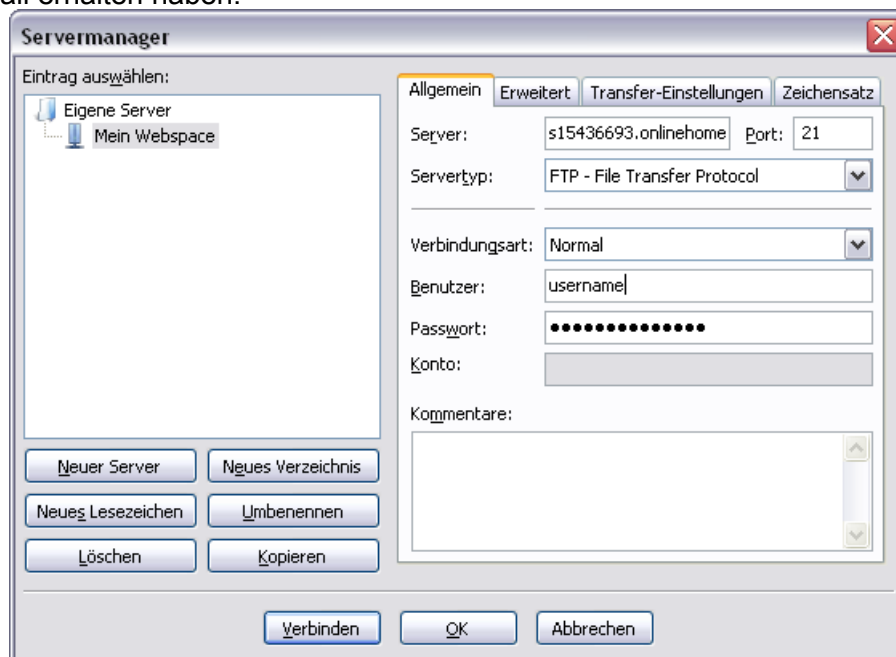 erhalten haben.
Servermanager
Eintrag auswählen:
Eigene Server
Mein Webspace
Neuer Server
Neues Verzeichnis
Neues Lesezeichen
Umbenennen
Löschen
Kopieren
Allgemein
Erweitert
Transfer-Einstellungen
Zeichensatz
Server:
s15436693.onlinehome
Port:
21
Servertyp:
FTP - File Transfer Protocol
Verbindungsart:
Normal
Benutzer:
username
Passwort:
●●●●●●●●●●●●●●
Konto:
Kommentare:
Verbinden
OK
Abbrechen